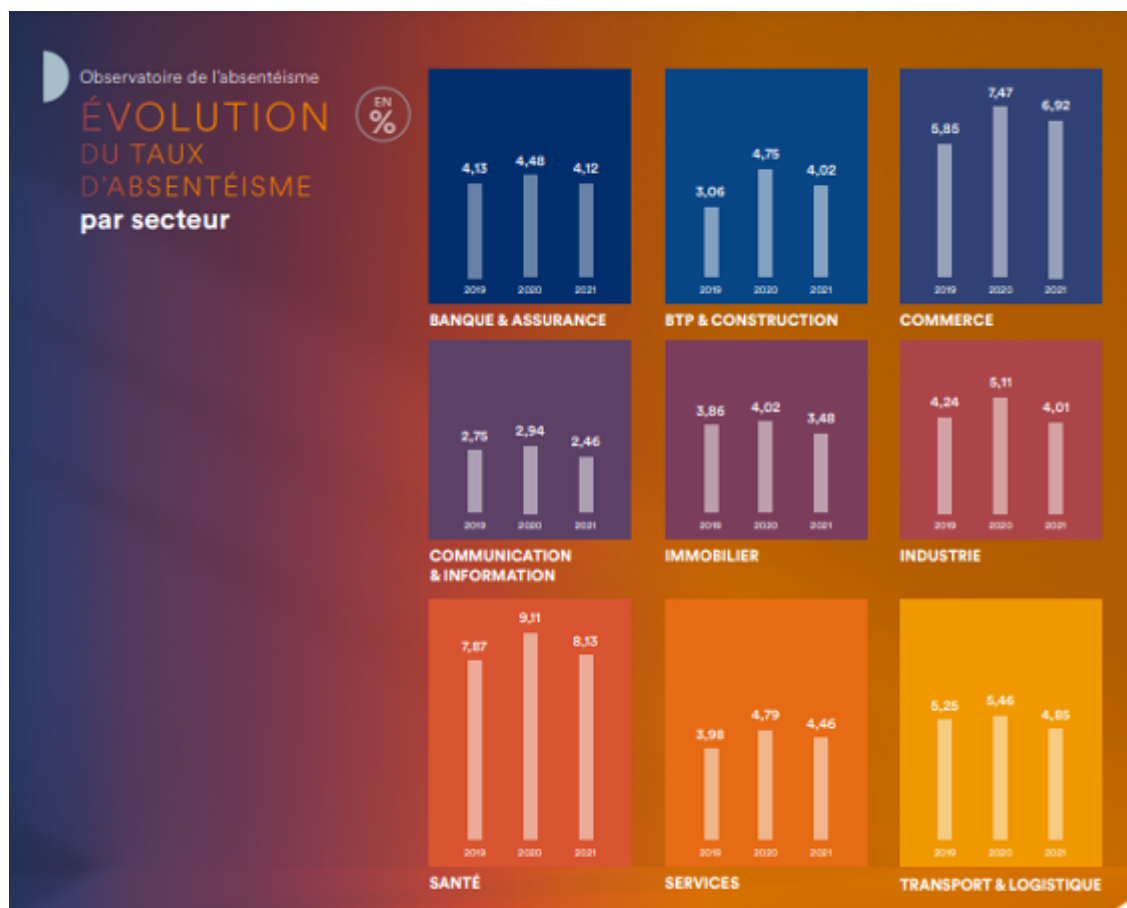 Observatoire de l'absentéisme
ÉVOLUTION
DU TAUX
D'ABSENTÉISME
par secteur
EN
%
4,13 4,48 4,12
2019 2020 2021
BANQUE & ASSURANCE
3,06 4,75 4,02
2019 2020 2021
BTP & CONSTRUCTION
5,85 7,47 6,92
2019 2020 2021
COMMERCE
2,75 2,94 2,46
2019 2020 2021
COMMUNICATION
& INFORMATION
3,86 4,02 3,48
2019 2020 2021
IMMOBILIER
4,24 5,11 4,01
2019 2020 2021
INDUSTRIE
7,87 9,11 8,13
2019 2020 2021
SANTÉ
3,98 4,79 4,46
2019 2020 2021
SERVICES
5,25 5,46 4,85
2019 2020 2021
TRANSPORT & LOGISTIQUE